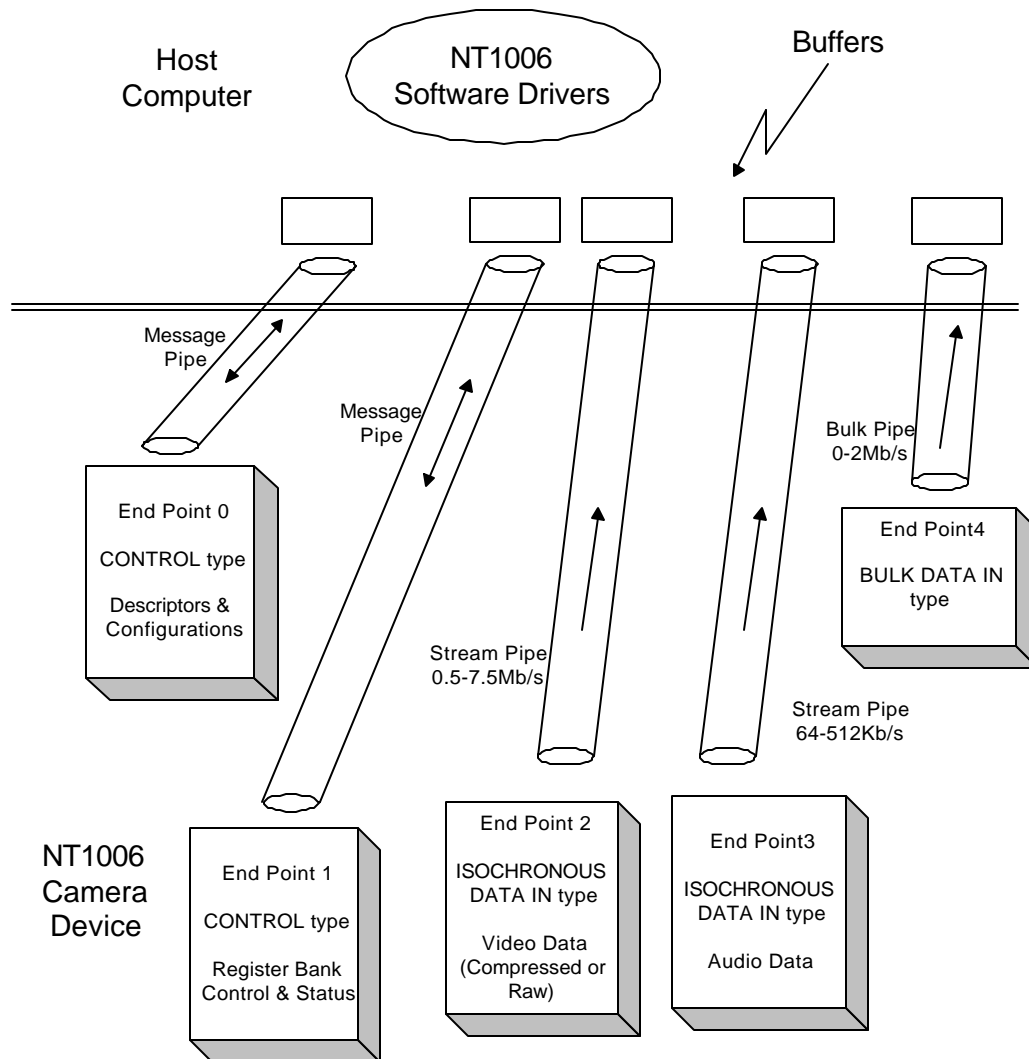 Host
Computer
NT1006
Software Drivers
Buffers
Message
Pipe
Message
Pipe
Bulk Pipe
0-2Mb/s
End Point 0
CONTROL type
Descriptors &
Configurations
End Point4
BULK DATA IN
type
Stream Pipe
0.5-7.5Mb/s
Stream Pipe
64-512Kb/s
NT1006
Camera
Device
End Point 1
CONTROL type
Register Bank
Control & Status
End Point 2
ISOCHRONOUS
DATA IN type
Video Data
(Compressed or
Raw)
End Point3
ISOCHRONOUS
DATA IN type
Audio Data